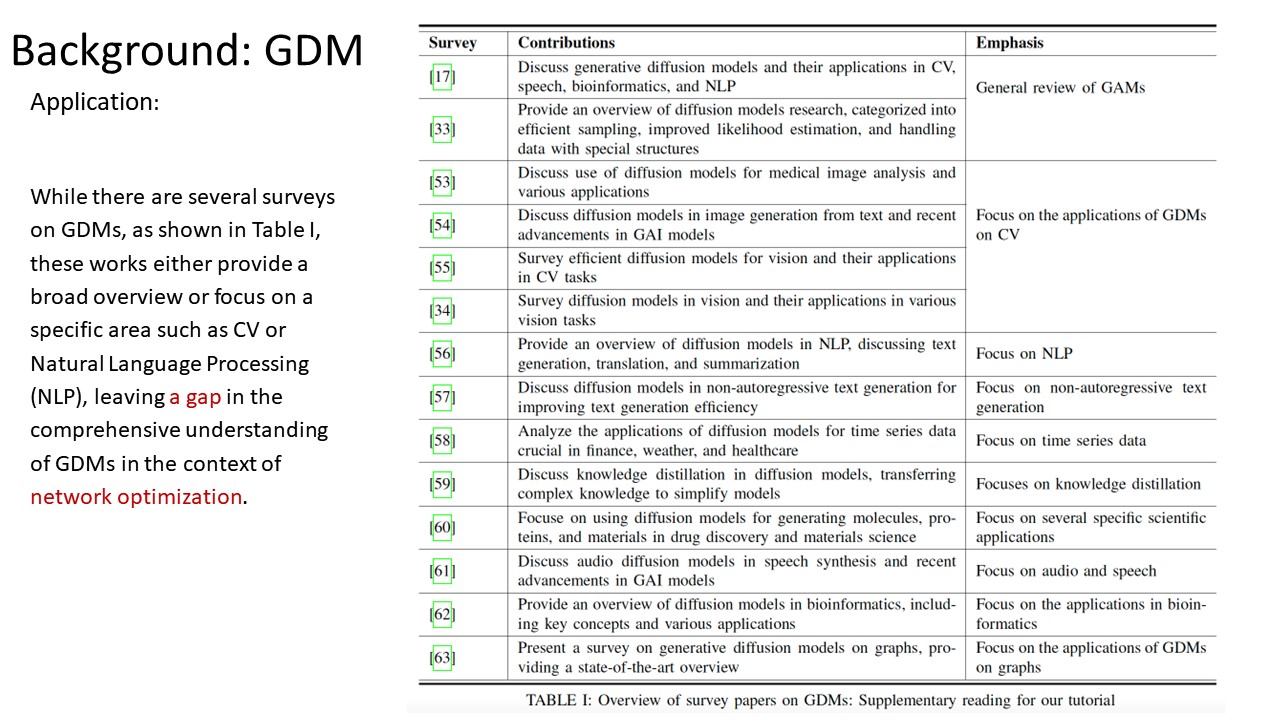 Background: GDM
Application:
While there are several surveys
on GDMs, as shown in Table I,
these works either provide a
broad overview or focus on a
specific area such as CV or
Natural Language Processing
(NLP), leaving a gap in the
comprehensive understanding
of GDMs in the context of
network optimization.
Survey Contributions Emphasis
[17] Discuss generative diffusion models and their applications in CV,
speech, bioinformatics, and NLP
General review of GAMs
[33] Provide an overview of diffusion models research, categorized into
efficient sampling, improved likelihood estimation, and handling
data with special structures
[53] Discuss use of diffusion models for medical image analysis and
various applications
[54] Discuss diffusion models in image generation from text and recent
advancements in GAI models
Focus on the applications of GDMs
on CV
[55] Survey efficient diffusion models for vision and their applications
in CV tasks
[34] Survey diffusion models in vision and their applications in various
vision tasks
[56] Provide an overview of diffusion models in NLP, discussing text
generation, translation, and summarization
Focus on NLP
[57] Discuss diffusion models in non-autoregressive text generation for
improving text generation efficiency
Focus on non-autoregressive text
generation
[58] Analyze the applications of diffusion models for time series data
crucial in finance, weather, and healthcare
Focus on time series data
[59] Discuss knowledge distillation in diffusion models, transferring
complex knowledge to simplify models
Focuses on knowledge distillation
[60] Focuse on using diffusion models for generating molecules, pro-
teins, and materials in drug discovery and materials science
Focus on several specific scientific
applications
[61] Discuss audio diffusion models in speech synthesis and recent
advancements in GAI models
Focus on audio and speech
[62] Provide an overview of diffusion models in bioinformatics, includ-
ing key concepts and various applications
Focus on the applications in bioin-
formatics
[63] Present a survey on generative diffusion models on graphs, pro-
viding a state-of-the-art overview
Focus on the applications of GDMs
on graphs
TABLE I: Overview of survey papers on GDMs: Supplementary reading for our tutorial